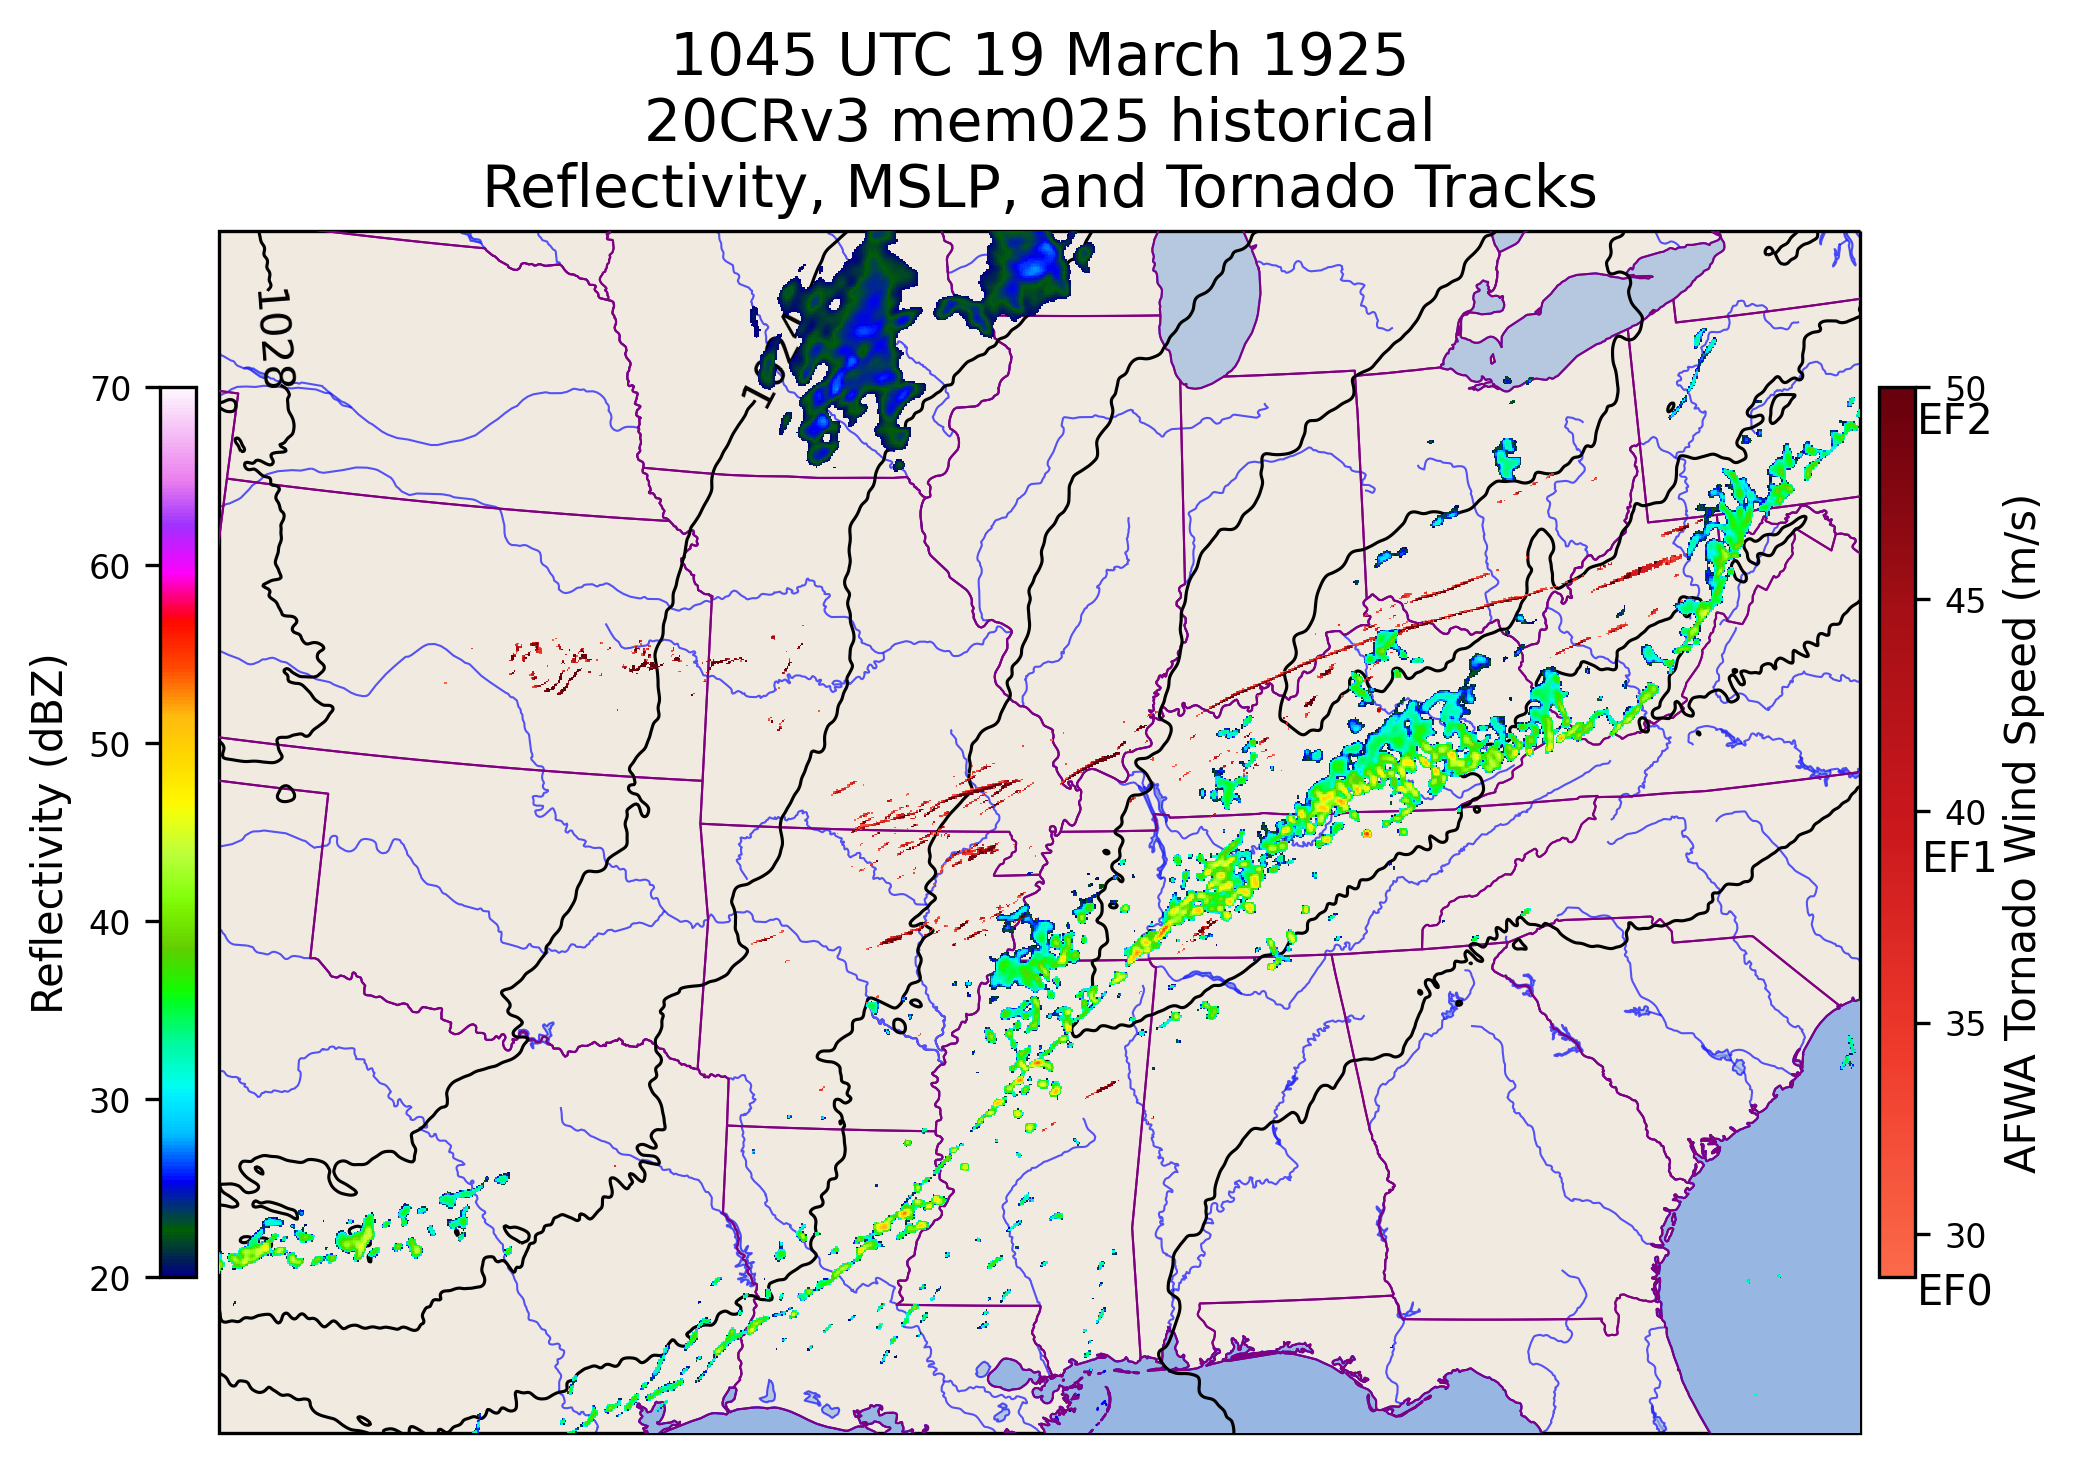 1045 UTC 19 March 1925
20CRv3 mem025 historical
Reflectivity, MSLP, and Tornado Tracks
1028
70
60
50
40
30
20
Reflectivity (dBZ)
50
EF2
45
40
EF1
35
30
EF0
AFWA Tornado Wind Speed (m/s)